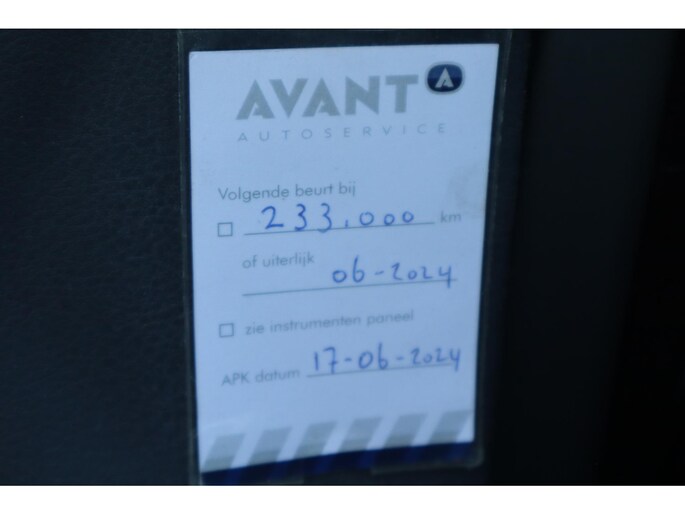 AVANT A
AUTOSERVICE
Volgende beurt bij
☐ 233.000 km
of uiterlijk
06-2024
☐ zie instrumenten paneel
APK datum 17-06-2024